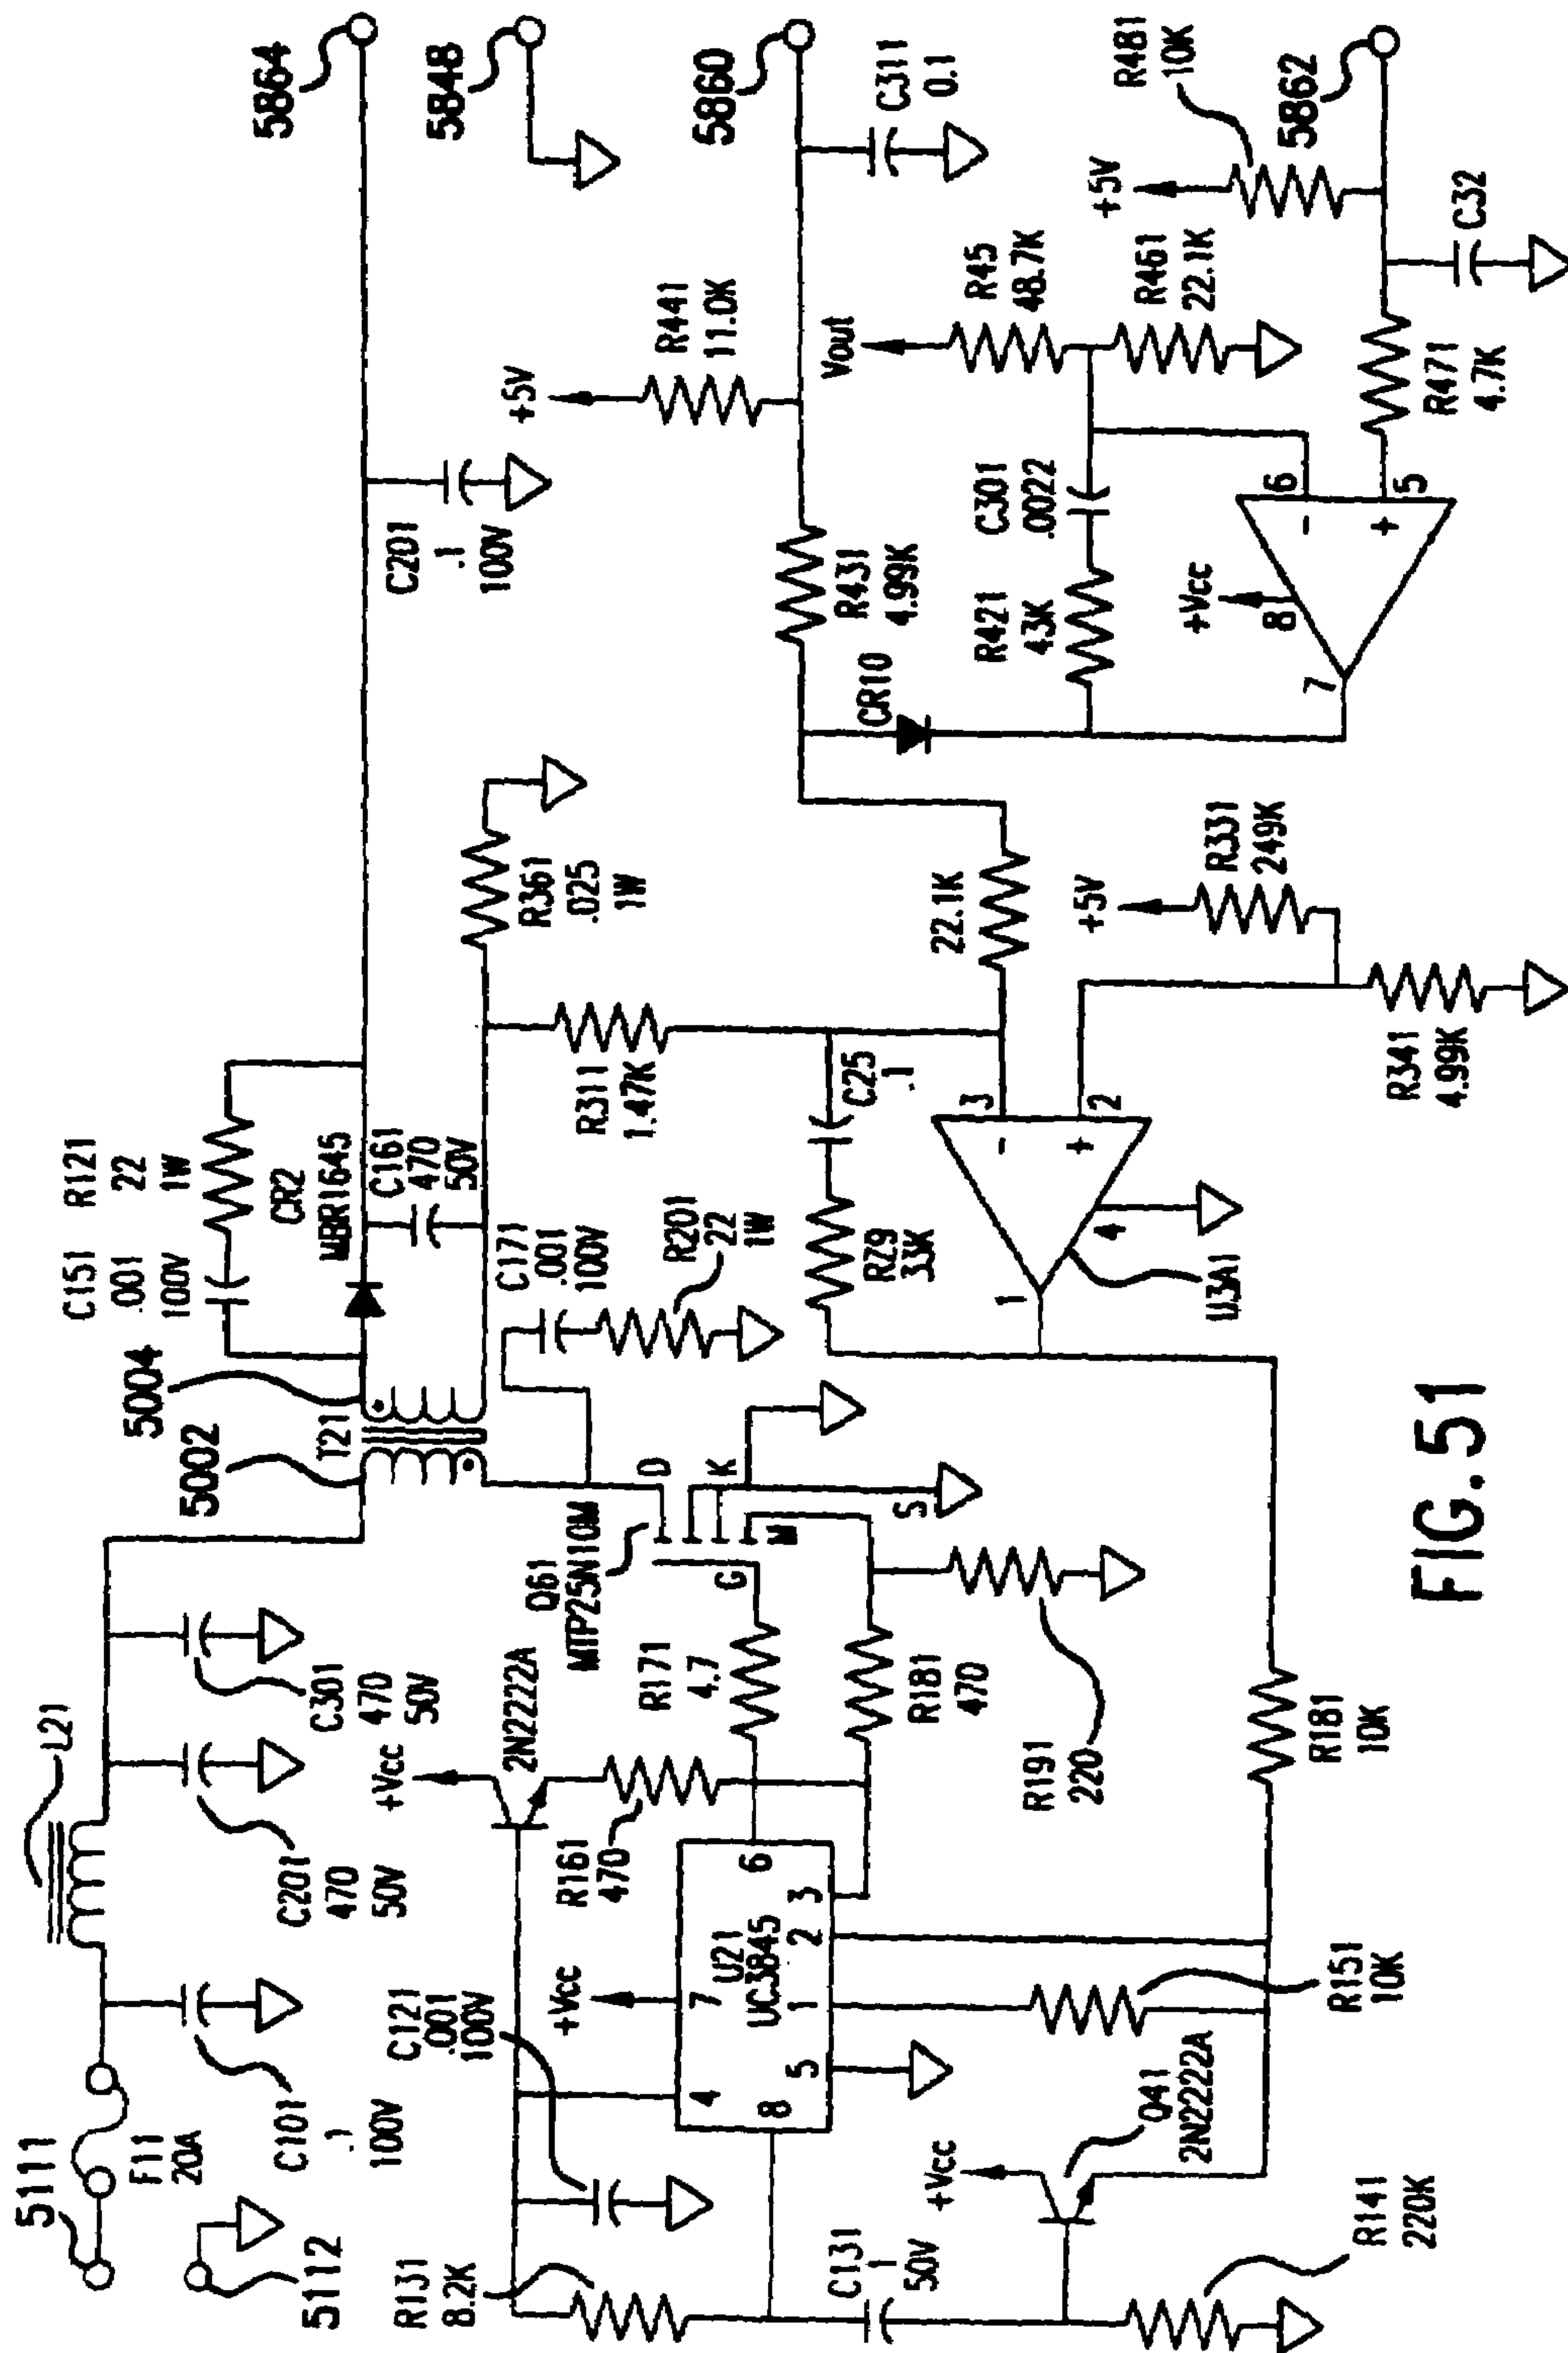 5111
F11
20A
5112
C101
.1
100V
L21
C201
470
50V
C301
470
50V
5002
T21
5004
C151
.001
100V
R121
22
1W
CR2
MBR1645
C161
470
50V
C201
.1
100V
5864
5848
R361
.025
1W
R311
1.47K
C171
.001
100V
R201
22
1W
+Vcc
2N2222A
Q61
MTP25N10M
D
K
G
M
S
R171
4.7
R161
470
R181
470
R191
220
C121
.001
100V
+Vcc
7
4
8
U21
UC3845
6
5
1
2
3
R131
8.2K
C131
1
50V
+Vcc
Q41
2N2222A
R141
220K
R151
10K
R181
10K
C25
.1
R79
33K
1
3
-
2
+
4
U3A1
22.1K
+5V
R331
249K
R341
4.99K
CR10
R431
4.99K
+5V
R441
11.0K
5860
C311
0.1
Vout
R45
48.7K
R461
22.1K
C301
.0022
R421
43K
+Vcc
8
7
6
-
5
+
R471
4.7K
+5V
R481
10K
5862
C32
FIG. 51